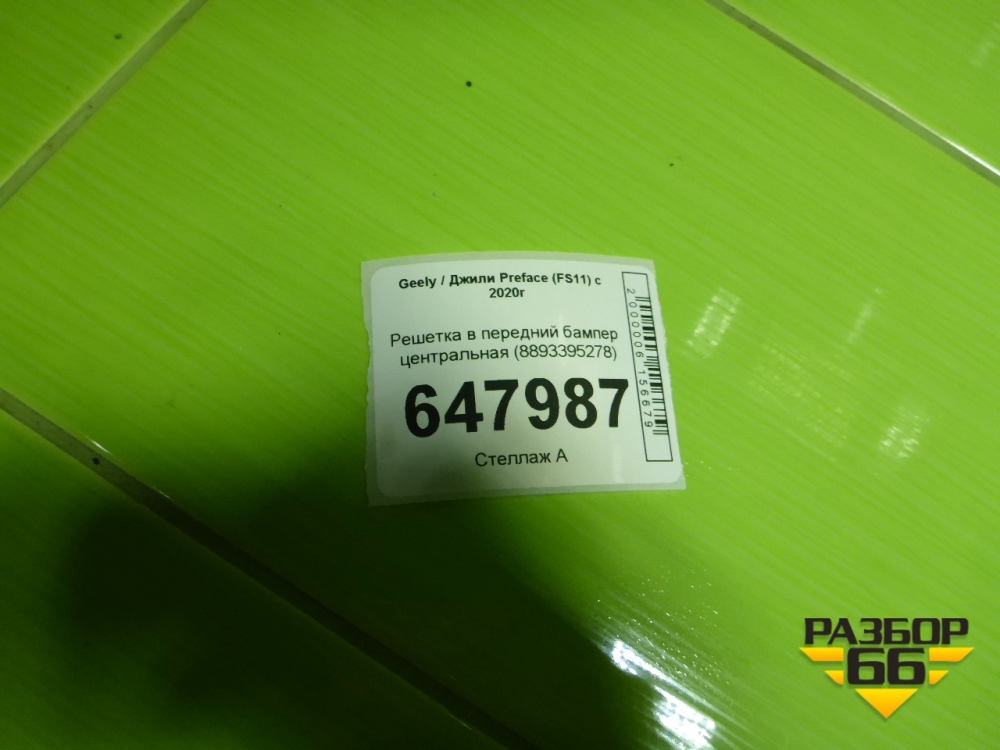 Geely / Джили Preface (FS11) с
2020г
Решетка в передний бампер
центральная (8893395278)
647987
Стеллаж А
2000006156679
РАЗБОР
66